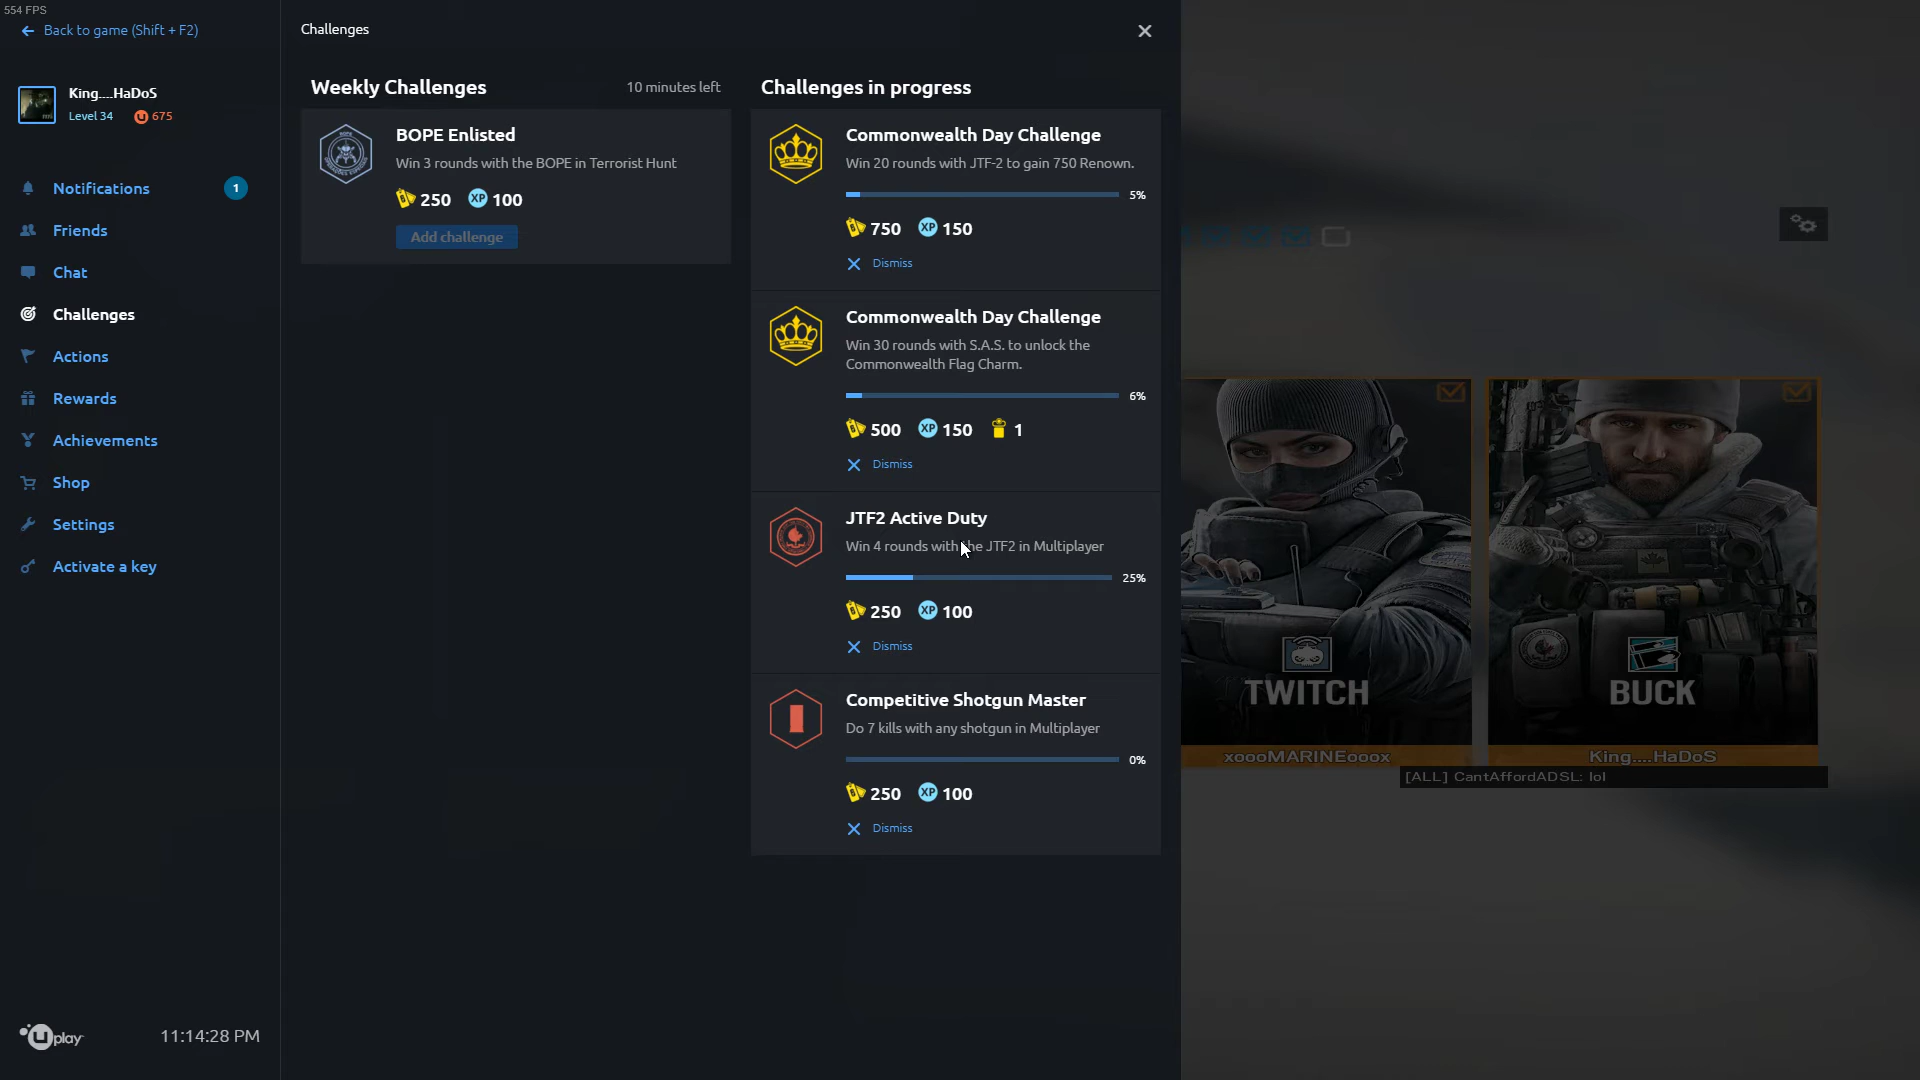 554 FPS
Back to game (Shift + F2)
King....HaDoS
Level 34
675
Notifications
1
Friends
Chat
Challenges
Actions
Rewards
Achievements
Shop
Settings
Activate a key
uplay
11:14:28 PM
Challenges
Weekly Challenges
10 minutes left
BOPE Enlisted
Win 3 rounds with the BOPE in Terrorist Hunt
250
XP 100
Add challenge
Challenges in progress
Commonwealth Day Challenge
Win 20 rounds with JTF-2 to gain 750 Renown.
5%
750
XP 150
Dismiss
Commonwealth Day Challenge
Win 30 rounds with S.A.S. to unlock the
Commonwealth Flag Charm.
6%
500
XP 150
1
Dismiss
JTF2 Active Duty
Win 4 rounds with the JTF2 in Multiplayer
25%
250
XP 100
Dismiss
Competitive Shotgun Master
Do 7 kills with any shotgun in Multiplayer
0%
250
XP 100
Dismiss
TWITCH
xoooMARINEooox
BUCK
King....HaDoS
[ALL] CantAffordADSL: lol